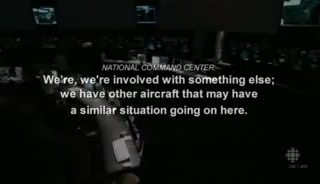 NATIONAL COMMAND CENTER:
We're, we're involved with something else;
we have other aircraft that may have
a similar situation going on here.